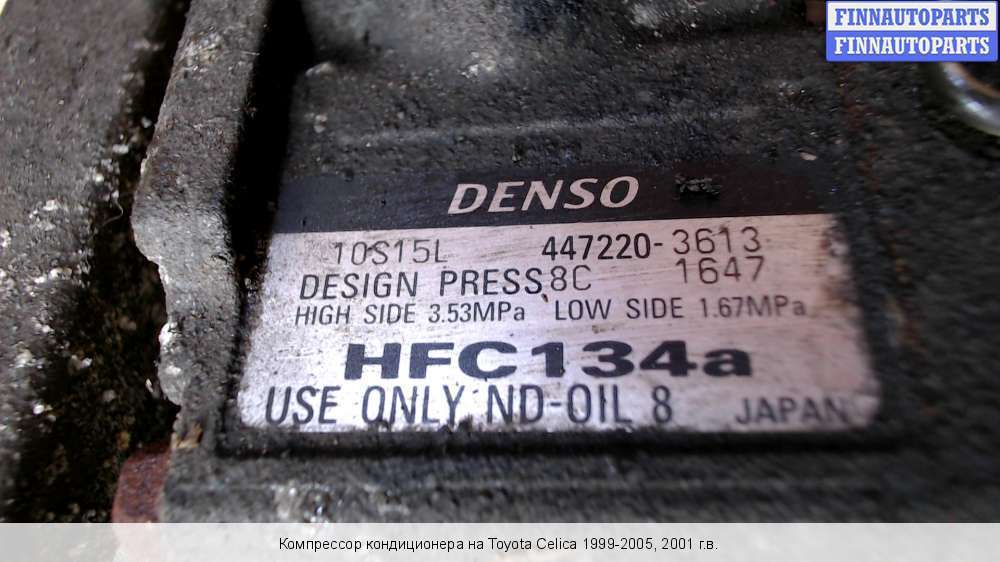 FINNAUTOPARTS
FINNAUTOPARTS
DENSO
10S15L 447220-3613
DESIGN PRESS 8C 1647
HIGH SIDE 3.53MPa LOW SIDE 1.67MPa
HFC134a
USE ONLY ND-OIL 8 JAPAN
Компрессор кондиционера на Toyota Celica 1999-2005, 2001 г.в.